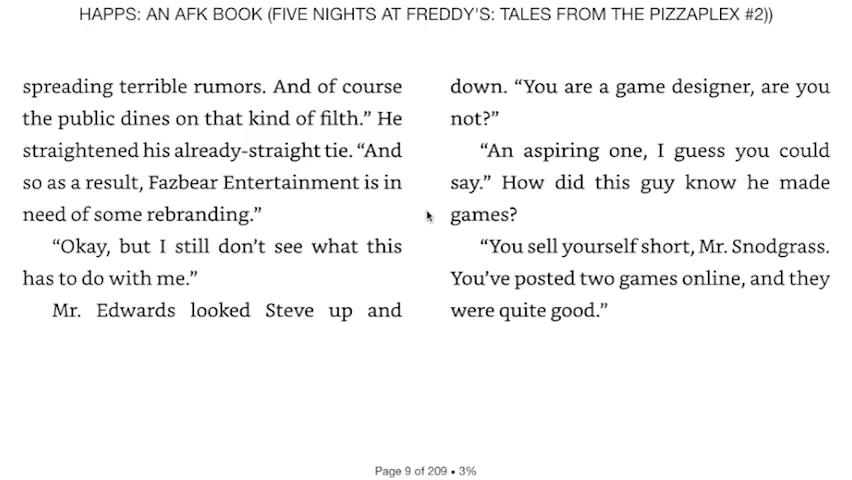 HAPPS: AN AFK BOOK (FIVE NIGHTS AT FREDDY'S: TALES FROM THE PIZZAPLEX #2))
spreading terrible rumors. And of course
the public dines on that kind of filth.” He
straightened his already-straight tie. “And
so as a result, Fazbear Entertainment is in
need of some rebranding.”
“Okay, but I still don’t see what this
has to do with me.”
Mr. Edwards looked Steve up and
down. “You are a game designer, are you
not?”
“An aspiring one, I guess you could
say.” How did this guy know he made
games?
“You sell yourself short, Mr. Snodgrass.
You’ve posted two games online, and they
were quite good.”
Page 9 of 209 • 3%